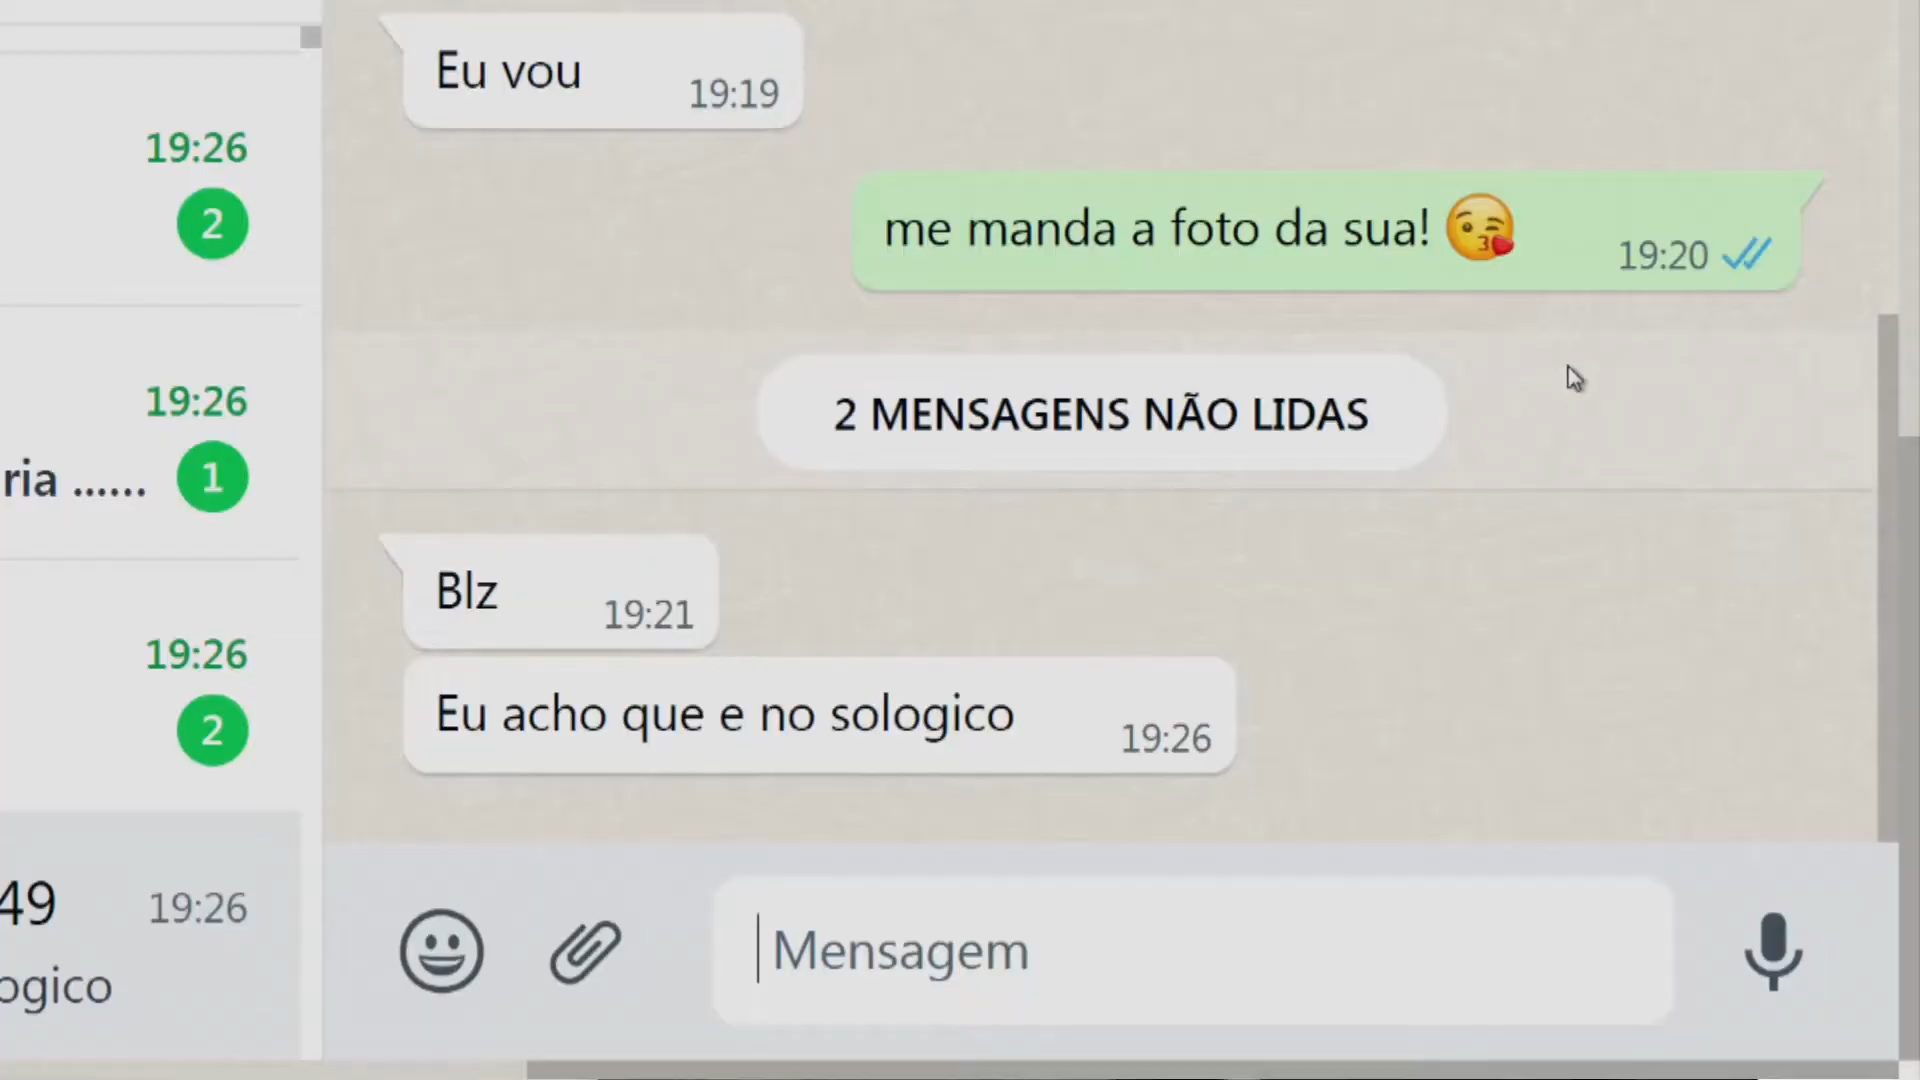 Eu vou
19:19
19:26
2
me manda a foto da sua! 😘
19:20
19:26
ria ......
1
2 MENSAGENS NÃO LIDAS
Blz
19:21
19:26
2
Eu acho que e no sologico
19:26
49
19:26
ogico
Mensagem